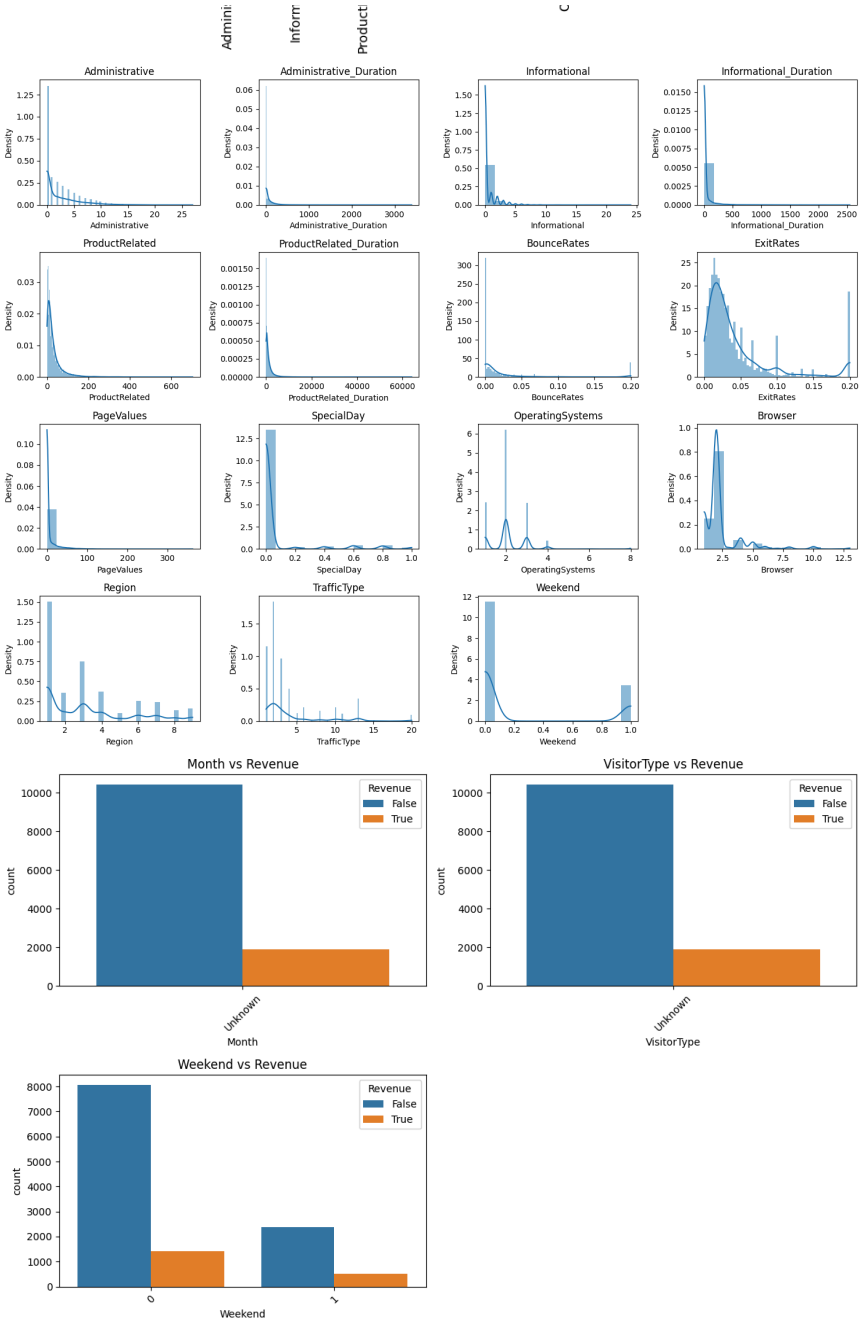 Administrative
Administrative_Duration
Informational
Informational_Duration
Density
1.25
1.00
0.75
0.50
0.25
0.00
0 5 10 15 20 25
Administrative
Density
0.06
0.05
0.04
0.03
0.02
0.01
0.00
0 1000 2000 3000
Administrative_Duration
Density
1.50
1.25
1.00
0.75
0.50
0.25
0.00
0 5 10 15 20 25
Informational
Density
0.0150
0.0125
0.0100
0.0075
0.0050
0.0025
0.0000
0 500 1000 1500 2000 2500
Informational_Duration
ProductRelated
ProductRelated_Duration
BounceRates
ExitRates
Density
0.03
0.02
0.01
0.00
0 200 400 600
ProductRelated
Density
0.00150
0.00125
0.00100
0.00075
0.00050
0.00025
0.00000
0 20000 40000 60000
ProductRelated_Duration
Density
300
250
200
150
100
50
0
0.00 0.05 0.10 0.15 0.20
BounceRates
Density
25
20
15
10
5
0
0.00 0.05 0.10 0.15 0.20
ExitRates
PageValues
SpecialDay
OperatingSystems
Browser
Density
0.10
0.08
0.06
0.04
0.02
0.00
0 100 200 300
PageValues
Density
12.5
10.0
7.5
5.0
2.5
0.0
0.0 0.2 0.4 0.6 0.8 1.0
SpecialDay
Density
6
5
4
3
2
1
0
2 4 6 8
OperatingSystems
Density
1.0
0.8
0.6
0.4
0.2
0.0
2.5 5.0 7.5 10.0 12.5
Browser
Region
TrafficType
Weekend
Density
1.50
1.25
1.00
0.75
0.50
0.25
0.00
2 4 6 8
Region
Density
1.5
1.0
0.5
0.0
5 10 15 20
TrafficType
Density
12
10
8
6
4
2
0
0.0 0.2 0.4 0.6 0.8 1.0
Weekend
Month vs Revenue
count
10000
8000
6000
4000
2000
0
Revenue
False
True
Unknown
Month
VisitorType vs Revenue
count
10000
8000
6000
4000
2000
0
Revenue
False
True
Unknown
VisitorType
Weekend vs Revenue
count
8000
7000
6000
5000
4000
3000
2000
1000
0
Revenue
False
True
0 1
Weekend